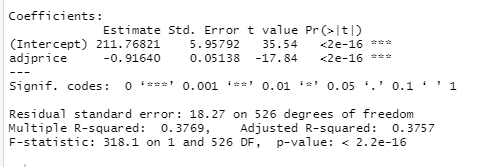 Coefficients:
Estimate Std. Error t value Pr(>|t|)
(Intercept) 211.76821 5.95792 35.54 <2e-16 ***
adjprice -0.91640 0.05138 -17.84 <2e-16 ***
---
Signif. codes: 0 ‘***’ 0.001 ‘**’ 0.01 ‘*’ 0.05 ‘.’ 0.1 ‘ ’ 1
Residual standard error: 18.27 on 526 degrees of freedom
Multiple R-squared: 0.3769, Adjusted R-squared: 0.3757
F-statistic: 318.1 on 1 and 526 DF, p-value: < 2.2e-16